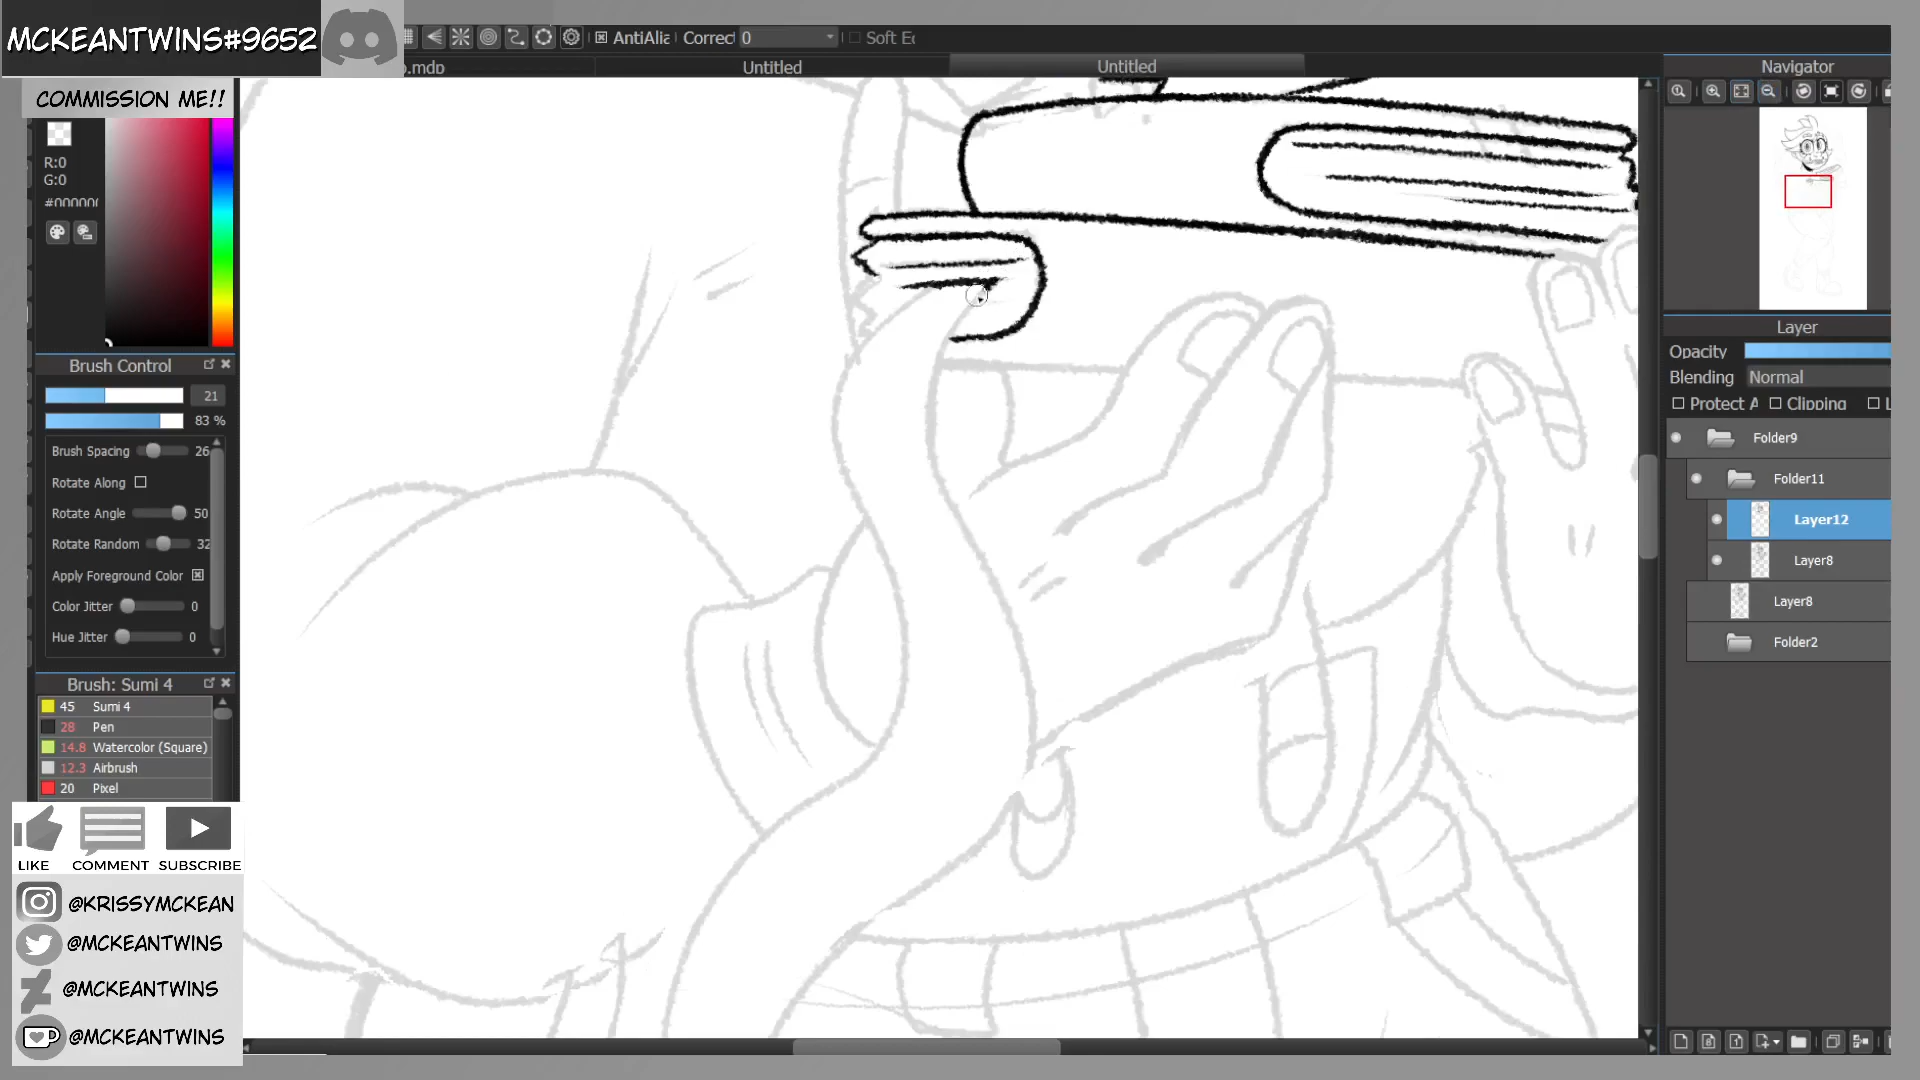 MCKEANTWINS#9652
COMMISSION ME!!
AntiAlia
Correct
0
Soft Ec
o.mdp
Untitled
Untitled
Navigator
R:0
G:0
#000000
Brush Control
21
83 %
Brush Spacing 26
Rotate Along
Rotate Angle 50
Rotate Random 32
Apply Foreground Color
Color Jitter 0
Hue Jitter 0
Brush: Sumi 4
45 Sumi 4
28 Pen
14.8 Watercolor (Square)
12.3 Airbrush
20 Pixel
LIKE COMMENT SUBSCRIBE
@KRISSYMCKEAN
@MCKEANTWINS
@MCKEANTWINS
@MCKEANTWINS
Layer
Opacity
Blending Normal
Protect A Clipping L
Folder9
Folder11
Layer12
Layer8
Layer8
Folder2